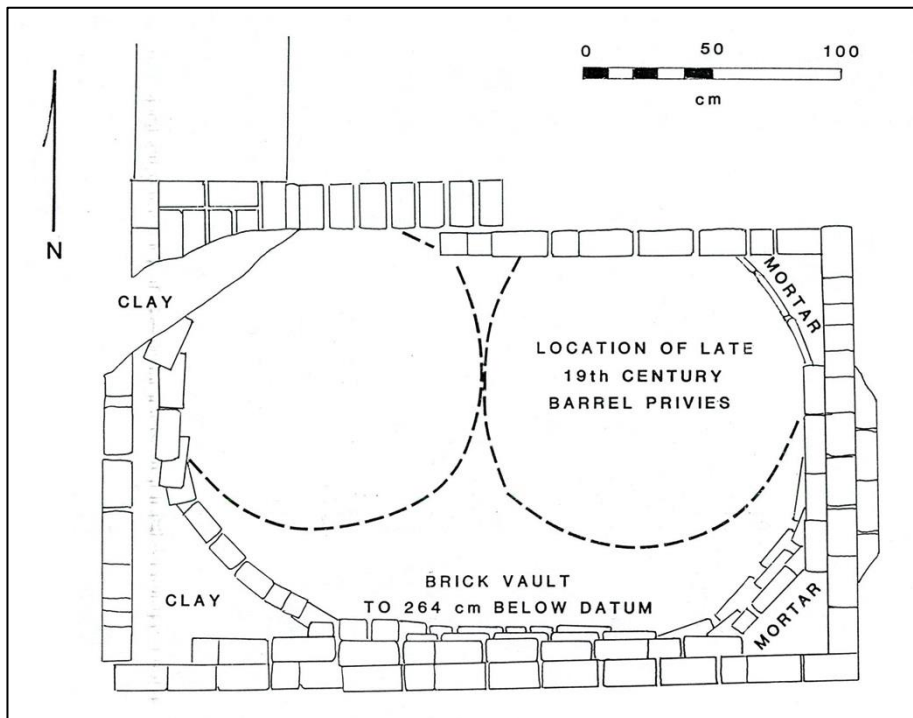 0 50 100
cm
N
CLAY
MORTAR
LOCATION OF LATE
19th CENTURY
BARREL PRIVIES
BRICK VAULT
TO 264 cm BELOW DATUM
CLAY
MORTAR